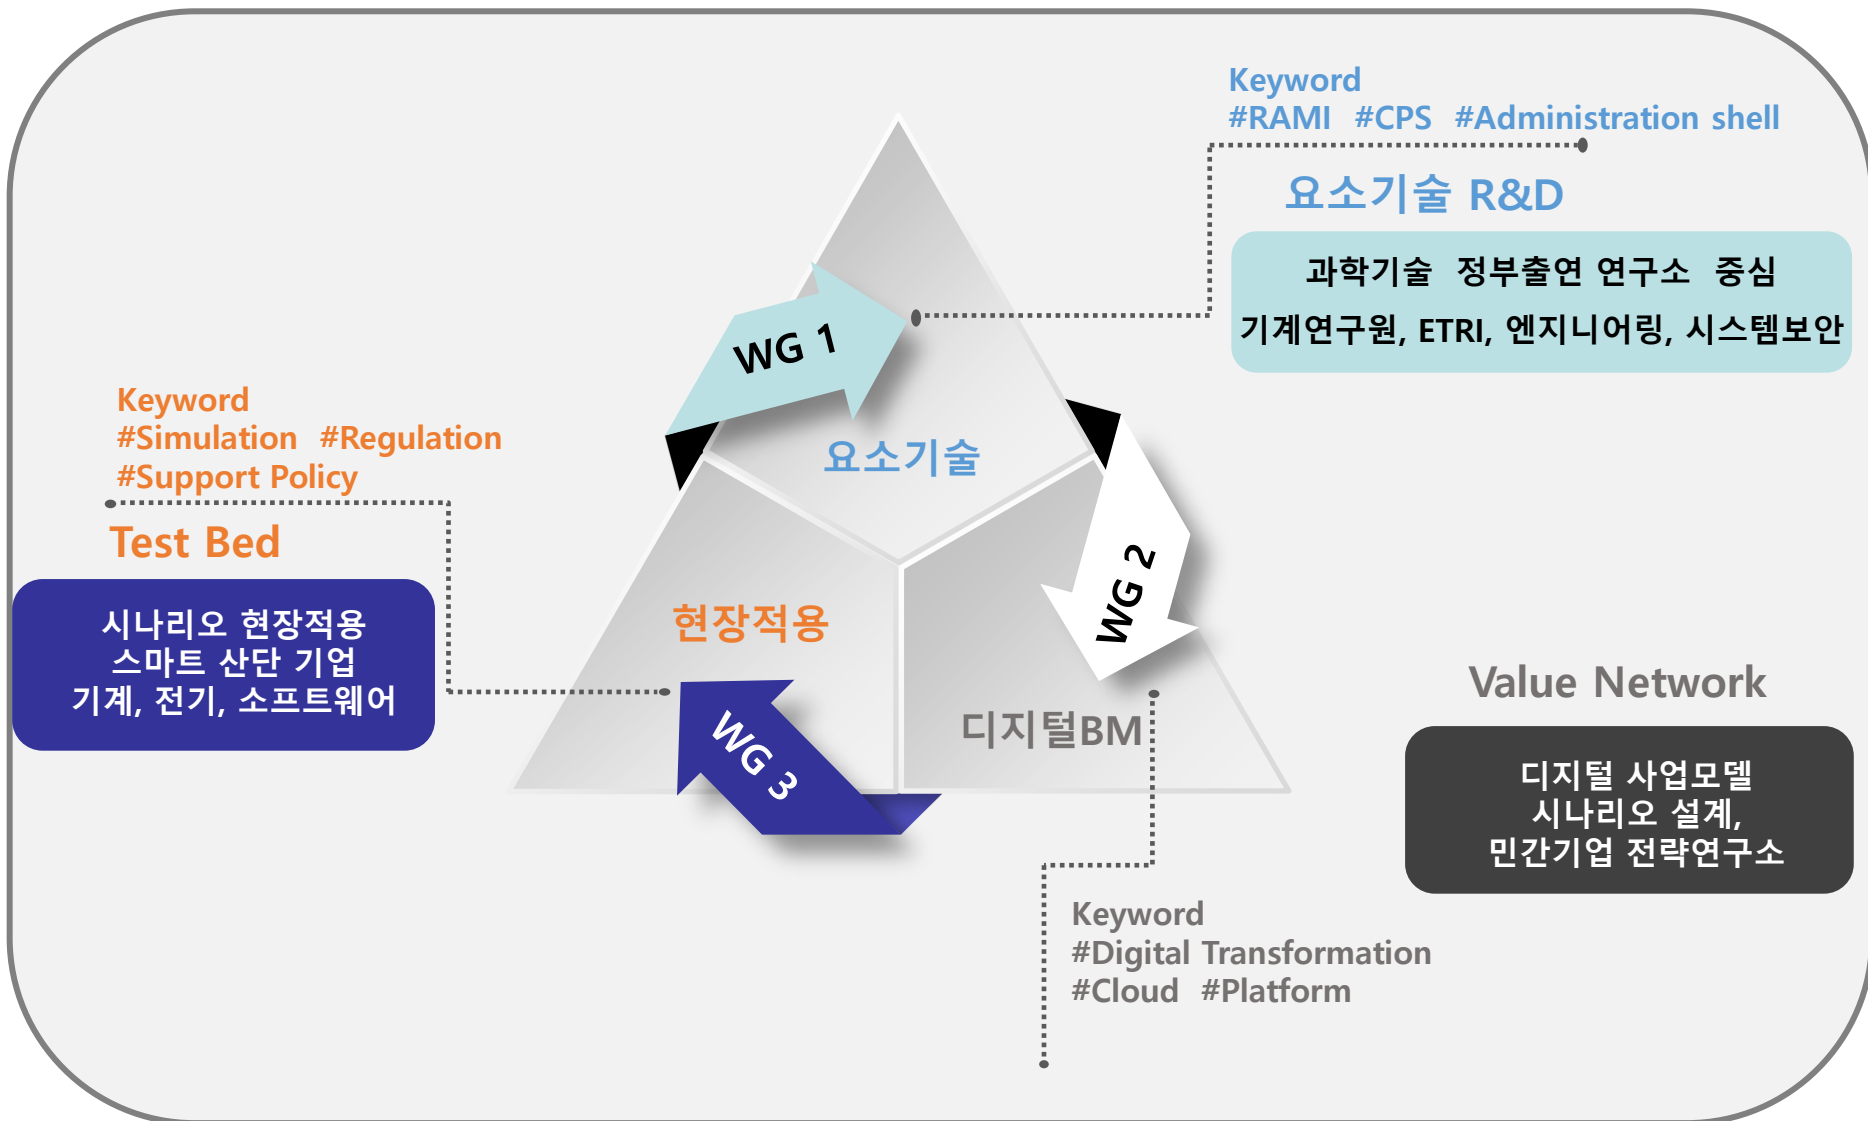 Keyword
#RAMI #CPS #Administration shell
요소기술 R&D
과학기술 정부출연 연구소 중심
기계연구원, ETRI, 엔지니어링, 시스템보안
WG 1
요소기술
Keyword
#Simulation #Regulation
#Support Policy
Test Bed
시나리오 현장적용
스마트 산단 기업
기계, 전기, 소프트웨어
현장적용
WG 3
WG 2
디지털BM
Value Network
디지털 사업모델
시나리오 설계,
민간기업 전략연구소
Keyword
#Digital Transformation
#Cloud #Platform